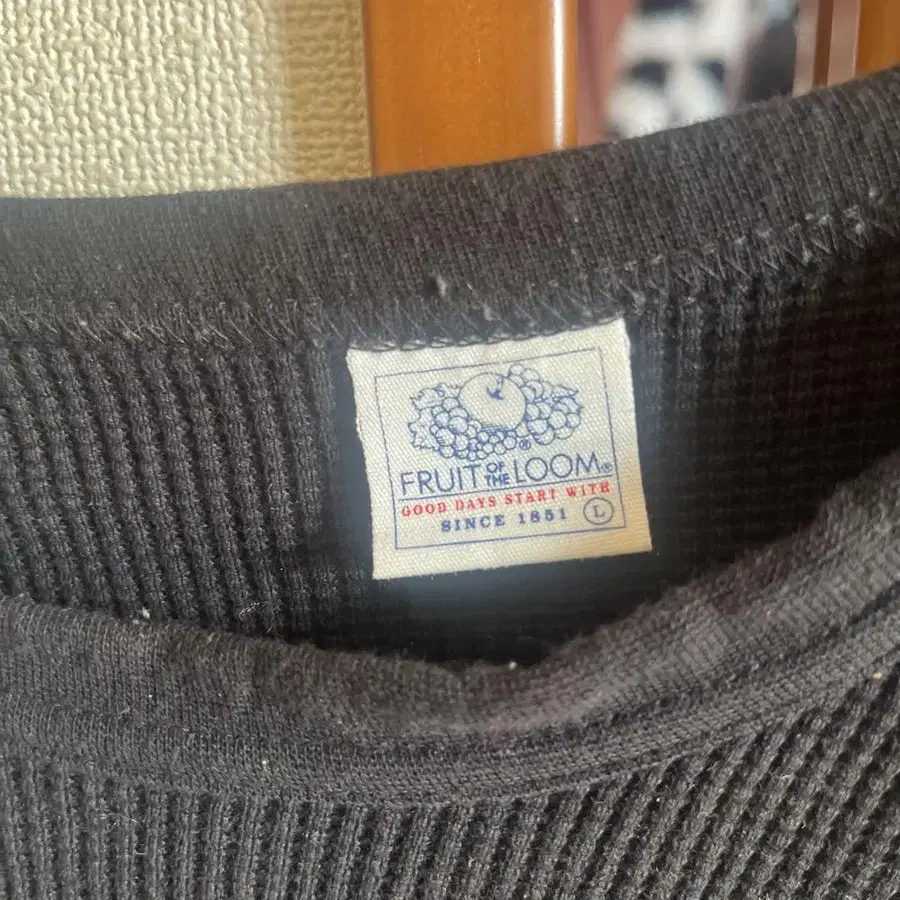 FRUIT OF THE LOOM®
GOOD DAYS START WITH
SINCE 1851 L